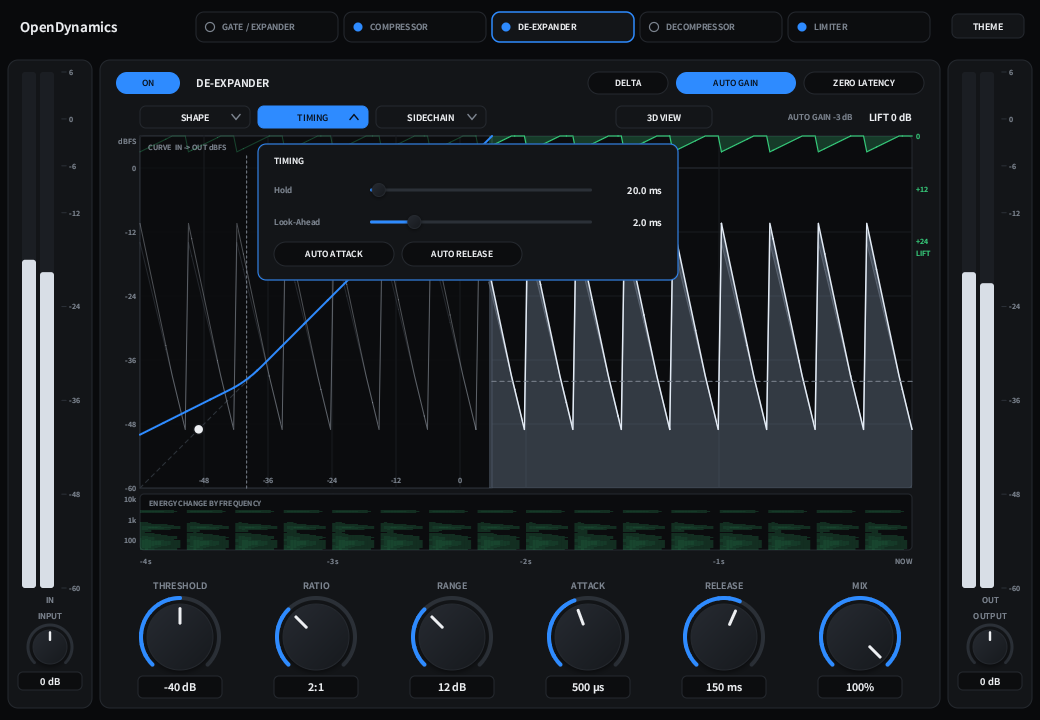 OpenDynamics
GATE / EXPANDER
COMPRESSOR
DE-EXPANDER
DECOMPRESSOR
LIMITER
THEME
ON
DE-EXPANDER
DELTA
AUTO GAIN
ZERO LATENCY
SHAPE
TIMING
SIDECHAIN
3D VIEW
AUTO GAIN -3 dB
LIFT 0 dB
dBFS
CURVE IN -> OUT dBFS
0
-12
-24
-36
-48
-60
0
+12
+24
LIFT
TIMING
Hold
20.0 ms
Look-Ahead
2.0 ms
AUTO ATTACK
AUTO RELEASE
-48
-36
-24
-12
0
ENERGY CHANGE BY FREQUENCY
10k
1k
100
-4s
-3s
-2s
-1s
NOW
THRESHOLD
RATIO
RANGE
ATTACK
RELEASE
MIX
-40 dB
2:1
12 dB
500 µs
150 ms
100%
6
0
-6
-12
-24
-36
-48
-60
IN
INPUT
0 dB
6
0
-6
-12
-24
-36
-48
-60
OUT
OUTPUT
0 dB